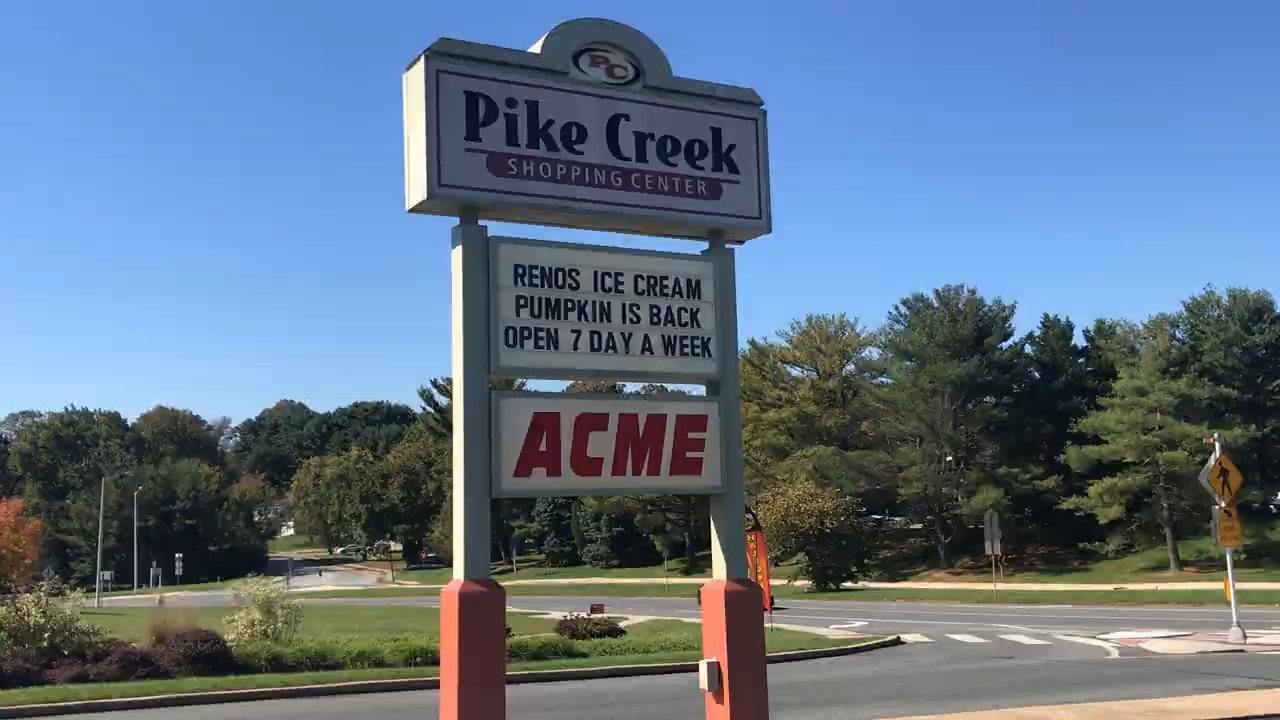 PC
Pike Creek
SHOPPING CENTER
RENOS ICE CREAM
PUMPKIN IS BACK
OPEN 7 DAY A WEEK
ACME